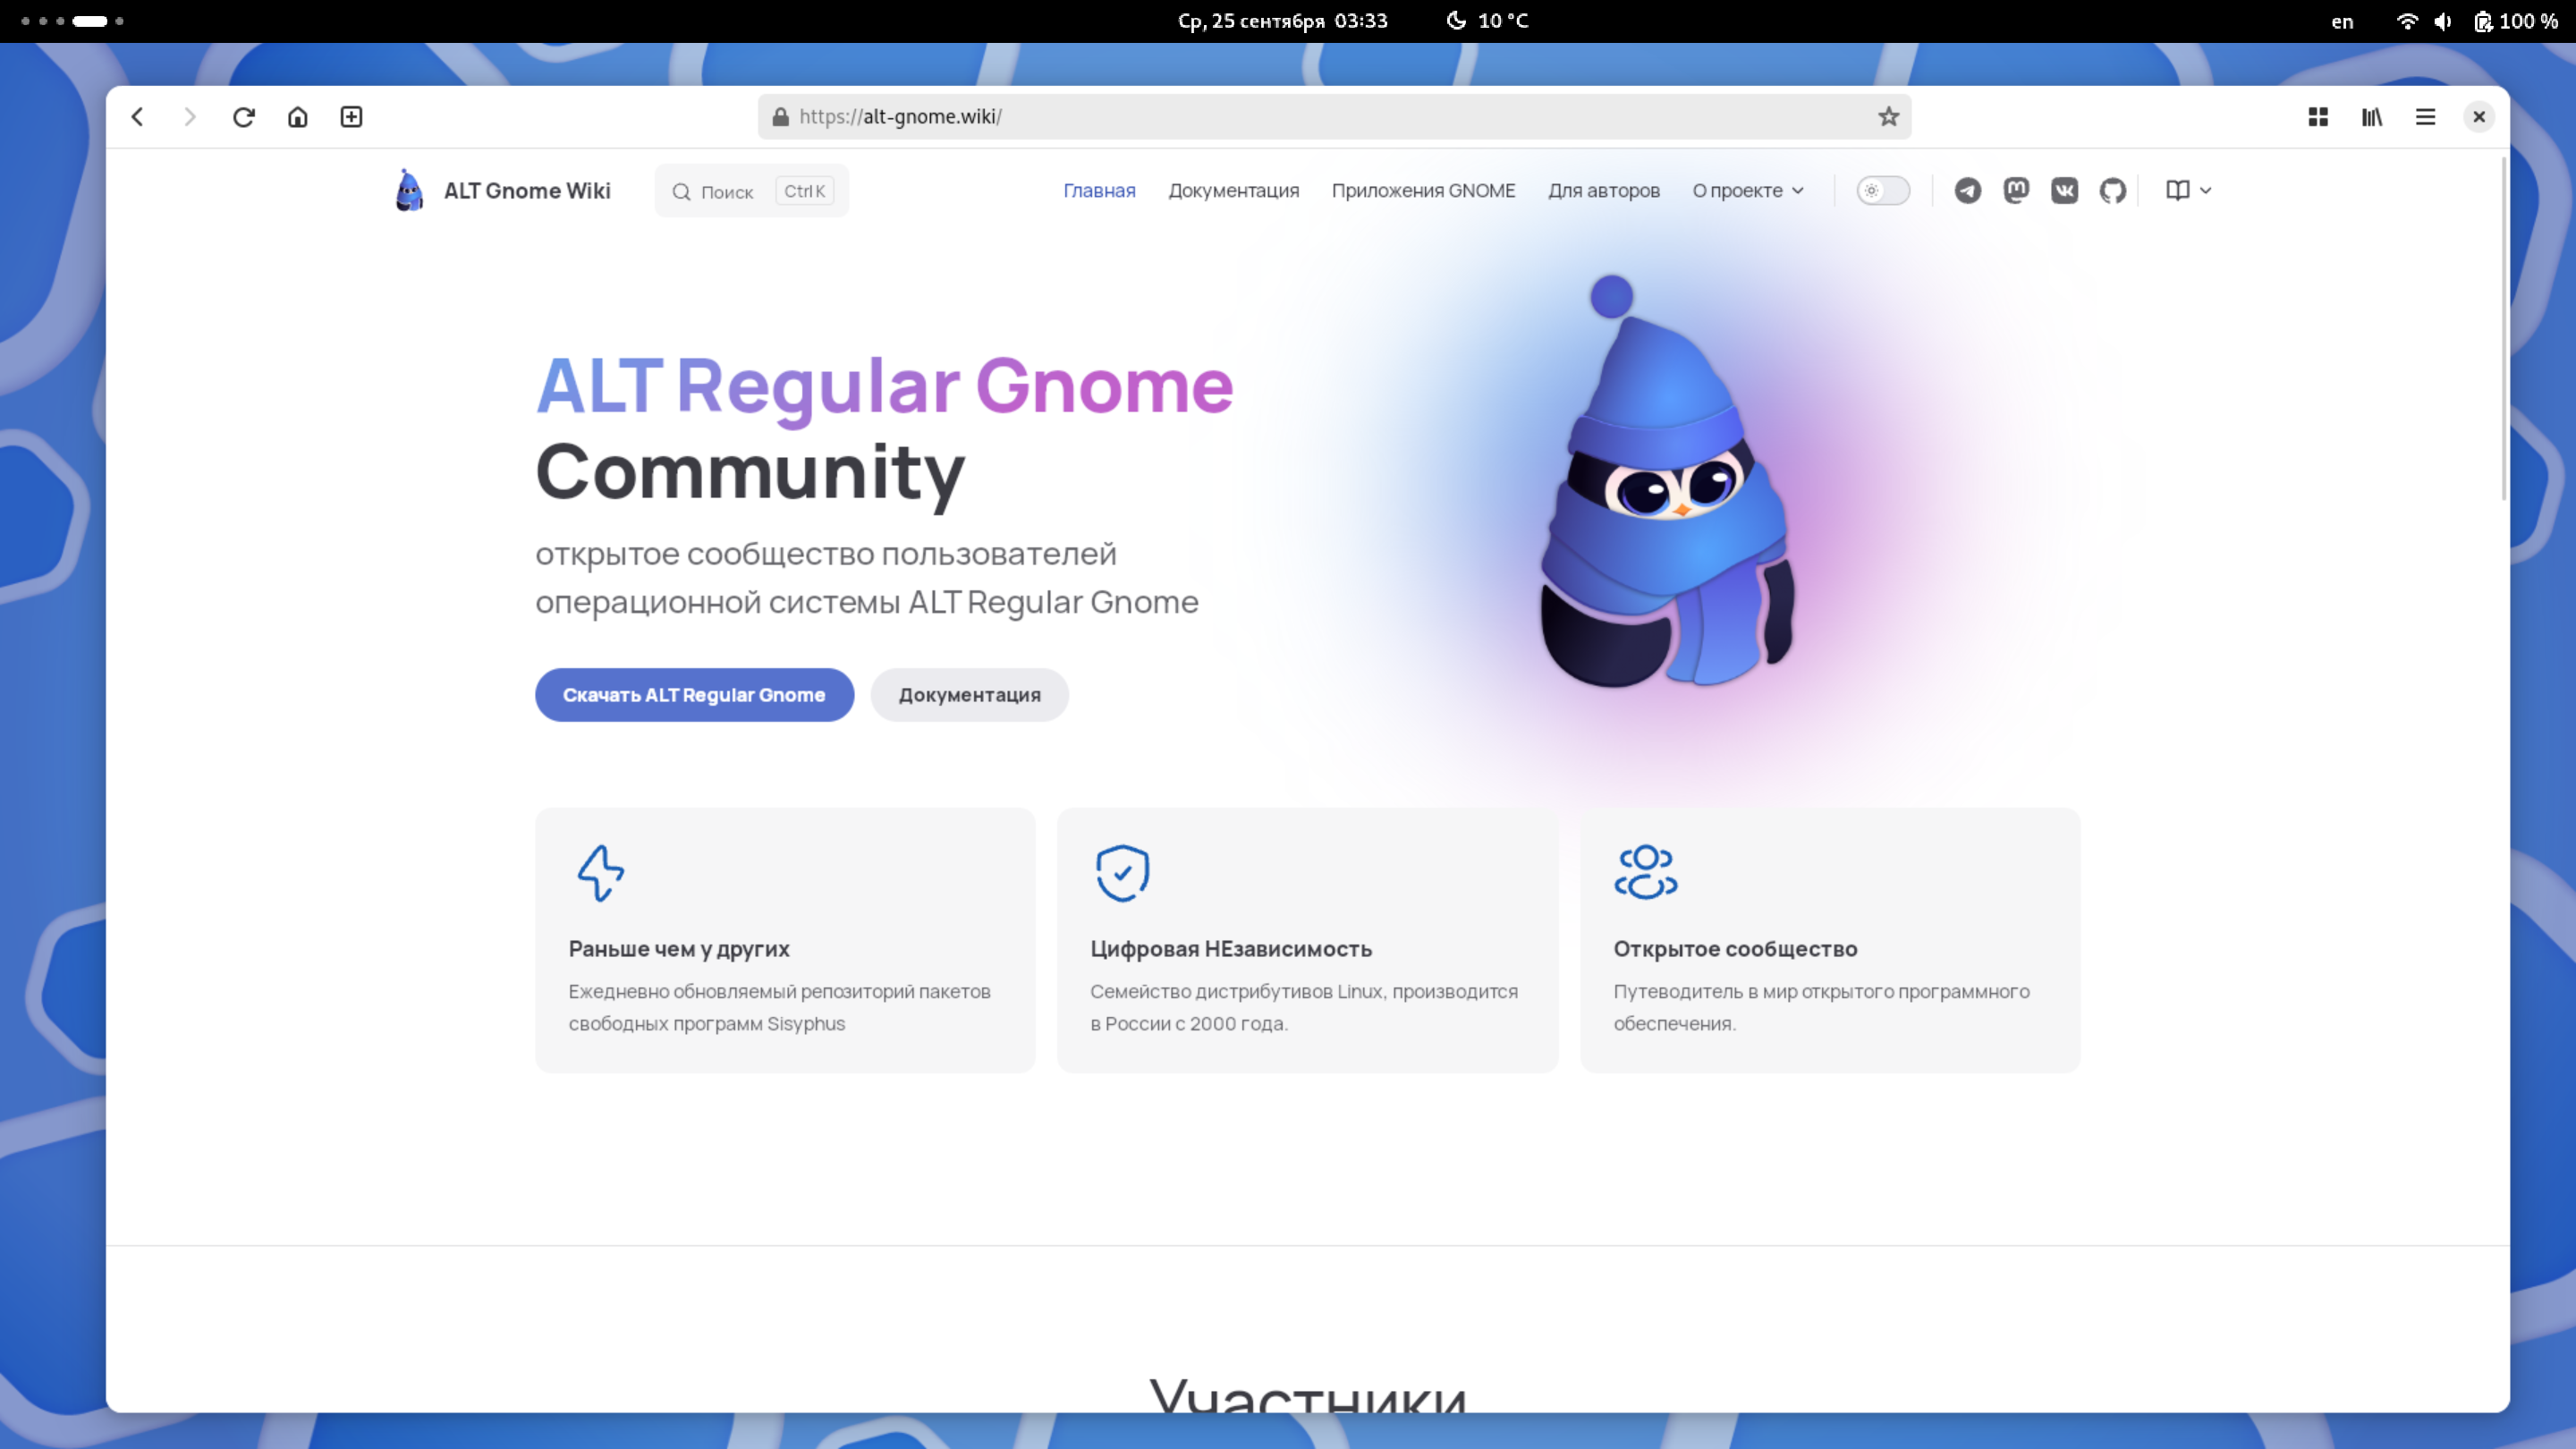 Ср, 25 сентября 03:33 10 °C en 100 %
https://alt-gnome.wiki/
ALT Gnome Wiki Поиск Ctrl K Главная Документация Приложения GNOME Для авторов О проекте
ALT Regular Gnome
Community
открытое сообщество пользователей
операционной системы ALT Regular Gnome
Скачать ALT Regular Gnome Документация
Раньше чем у других
Ежедневно обновляемый репозиторий пакетов
свободных программ Sisyphus
Цифровая НЕзависимость
Семейство дистрибутивов Linux, производится
в России с 2000 года.
Открытое сообщество
Путеводитель в мир открытого программного
обеспечения.
Участники